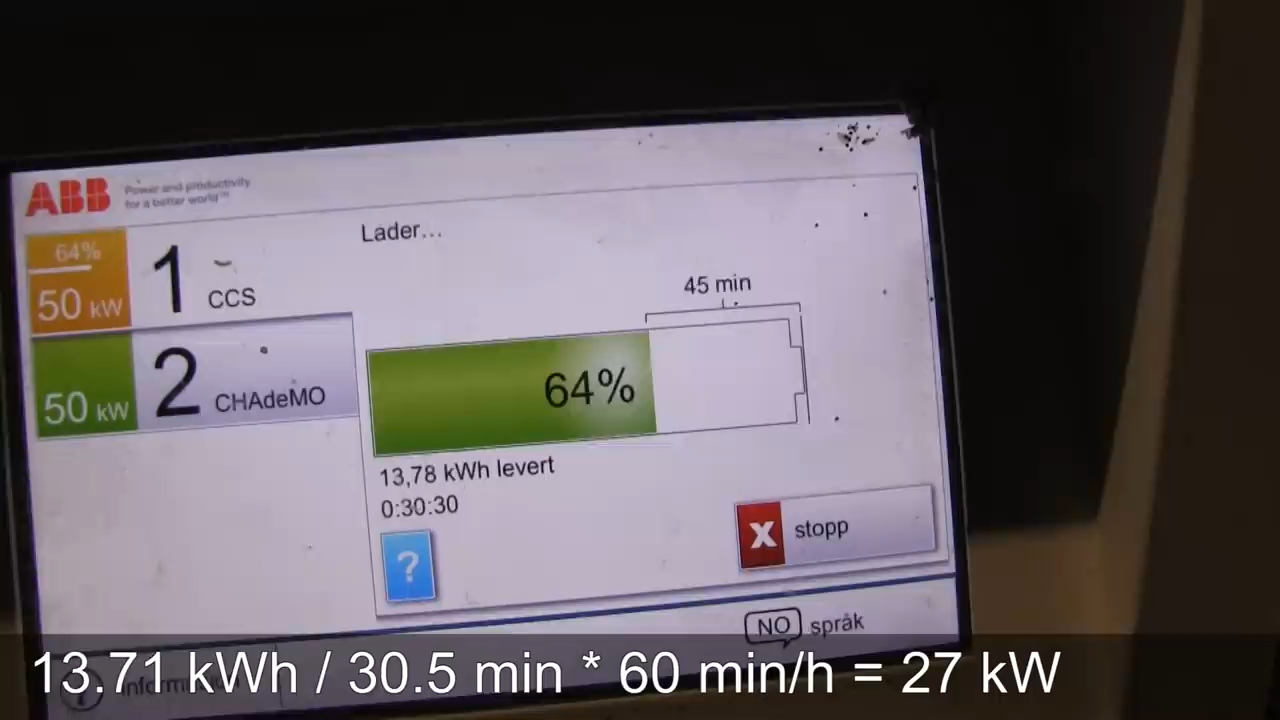 ABB
Power and productivity
for a better world™
64%
50 kW
1
CCS
50 kW
2
CHAdeMO
Lader...
45 min
64%
13,78 kWh levert
0:30:30
?
X stopp
NO språk
13.71 kWh / 30.5 min * 60 min/h = 27 kW